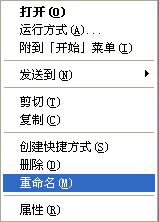 打开(O)
运行方式(A)...
附到「开始」菜单(I)
发送到(N)
剪切(T)
复制(C)
创建快捷方式(S)
删除(D)
重命名(M)
属性(R)